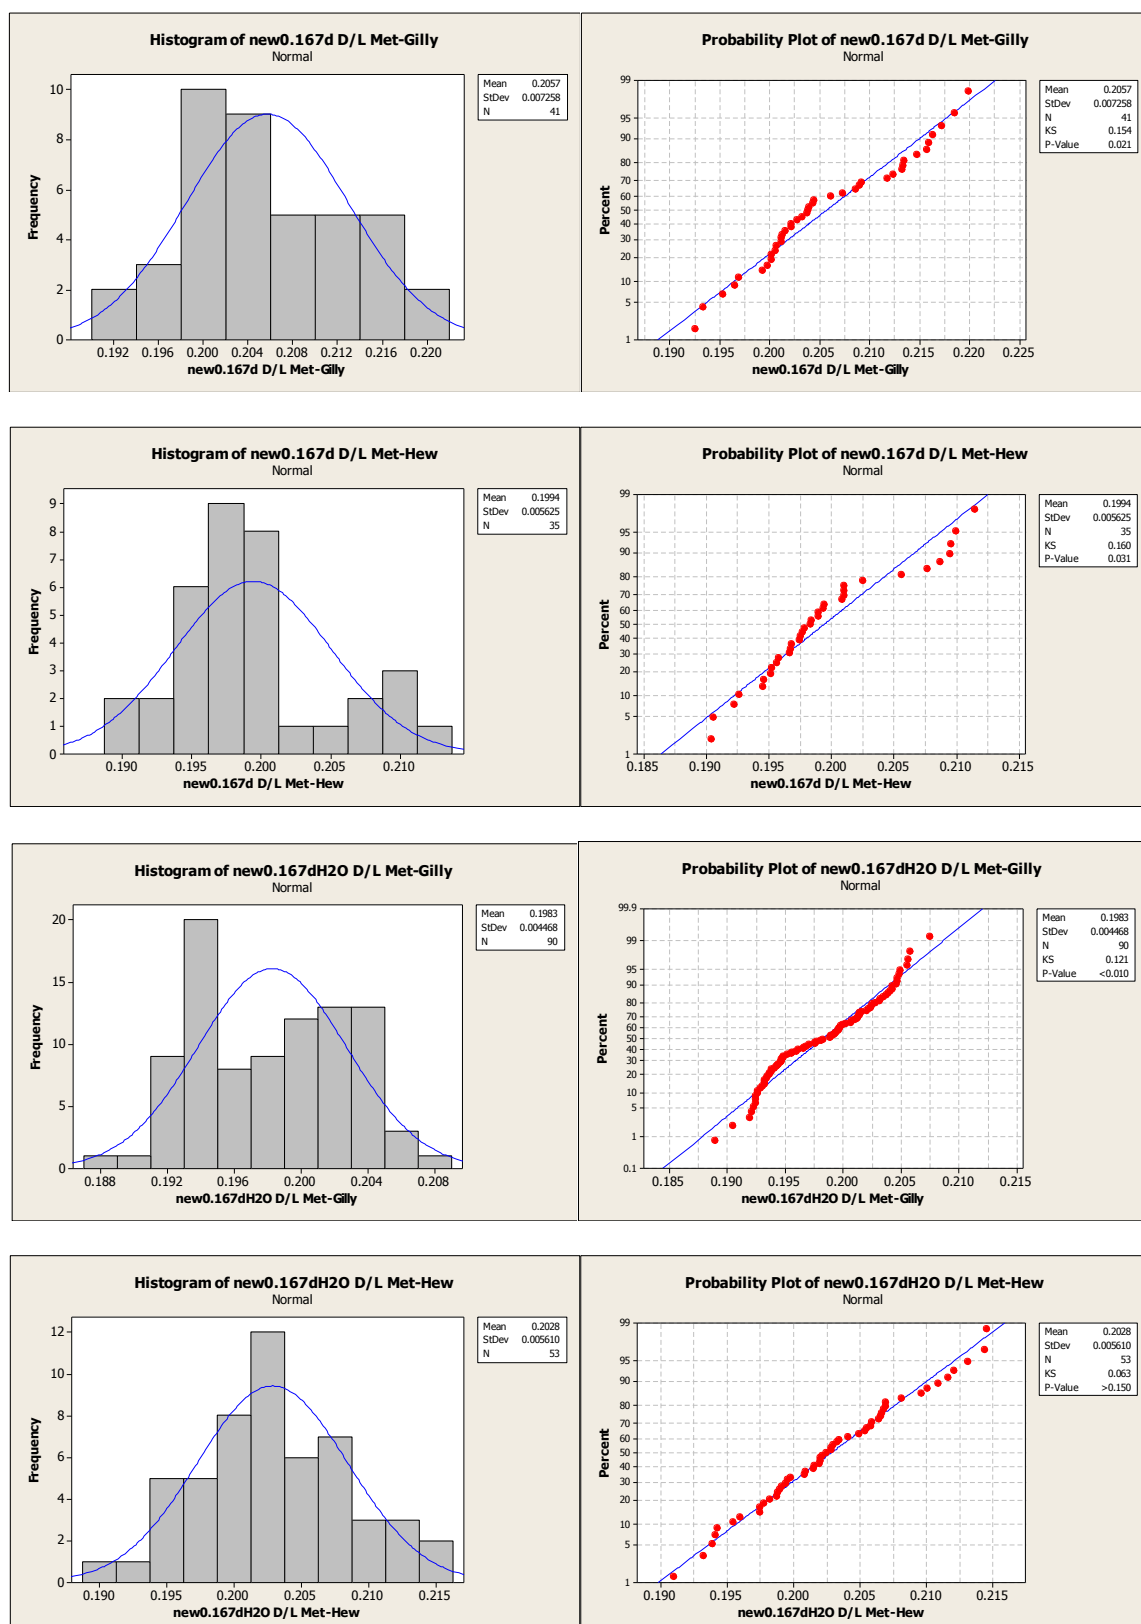 Histogram of new0.167d D/L Met-Gilly
Normal
Mean 0.2057
StDev 0.007258
N 41
Frequency
10
8
6
4
2
0
0.192 0.196 0.200 0.204 0.208 0.212 0.216 0.220
new0.167d D/L Met-Gilly
Probability Plot of new0.167d D/L Met-Gilly
Normal
Mean 0.2057
StDev 0.007258
N 41
KS 0.154
P-Value 0.021
Percent
99
95
90
80
70
60
50
40
30
20
10
5
1
0.190 0.195 0.200 0.205 0.210 0.215 0.220 0.225
new0.167d D/L Met-Gilly
Histogram of new0.167d D/L Met-Hew
Normal
Mean 0.1994
StDev 0.005625
N 35
Frequency
9
8
7
6
5
4
3
2
1
0
0.190 0.195 0.200 0.205 0.210
new0.167d D/L Met-Hew
Probability Plot of new0.167d D/L Met-Hew
Normal
Mean 0.1994
StDev 0.005625
N 35
KS 0.160
P-Value 0.031
Percent
99
95
90
80
70
60
50
40
30
20
10
5
1
0.185 0.190 0.195 0.200 0.205 0.210 0.215
new0.167d D/L Met-Hew
Histogram of new0.167dH2O D/L Met-Gilly
Normal
Mean 0.1983
StDev 0.004468
N 90
Frequency
20
15
10
5
0
0.188 0.192 0.196 0.200 0.204 0.208
new0.167dH2O D/L Met-Gilly
Probability Plot of new0.167dH2O D/L Met-Gilly
Normal
Mean 0.1983
StDev 0.004468
N 90
KS 0.121
P-Value <0.010
Percent
99.9
99
95
90
80
70
60
50
40
30
20
10
5
1
0.1
0.185 0.190 0.195 0.200 0.205 0.210 0.215
new0.167dH2O D/L Met-Gilly
Histogram of new0.167dH2O D/L Met-Hew
Normal
Mean 0.2028
StDev 0.005610
N 53
Frequency
12
10
8
6
4
2
0
0.190 0.195 0.200 0.205 0.210 0.215
new0.167dH2O D/L Met-Hew
Probability Plot of new0.167dH2O D/L Met-Hew
Normal
Mean 0.2028
StDev 0.005610
N 53
KS 0.063
P-Value >0.150
Percent
99
95
90
80
70
60
50
40
30
20
10
5
1
0.190 0.195 0.200 0.205 0.210 0.215
new0.167dH2O D/L Met-Hew